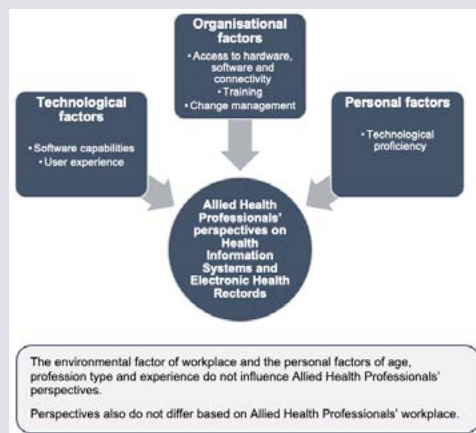 Organisational
factors
• Access to hardware,
software and
connectivity
• Training
• Change management
Technological
factors
• Software capabilities
• User experience
Personal factors
• Technological
proficiency
Allied Health
Professionals'
perspectives on
Health
Information
Systems and
Electronic Health
Rectords
The environmental factor of workplace and the personal factors of age,
profession type and experience do not influence Allied Health Professionals'
perspectives.
Perspectives also do not differ based on Allied Health Professionals' workplace.